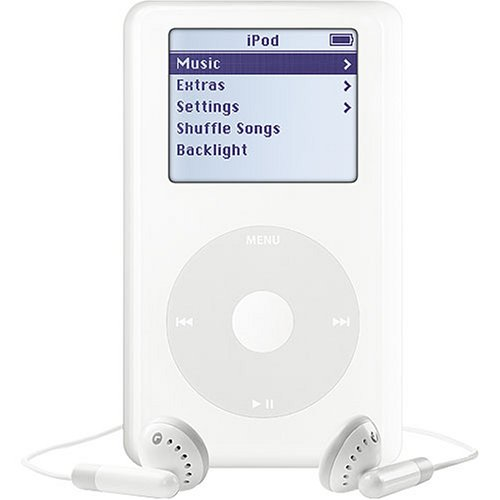 iPod
Music
Extras
Settings
Shuffle Songs
Backlight
MENU